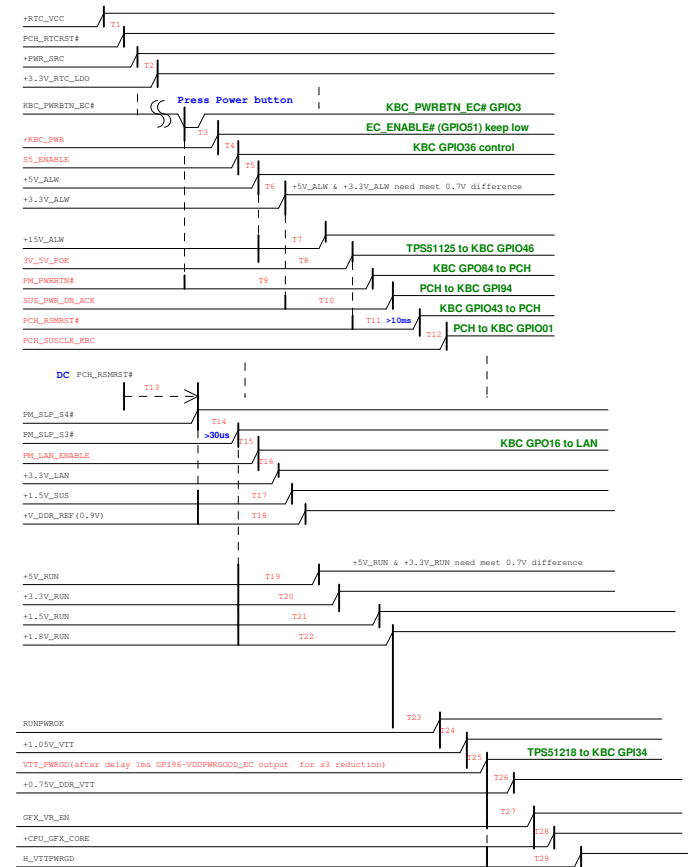 +RTC_VCC
T1
PCH_RTCRST#
+PWR_SRC
T2
+3.3V_RTC_LDO
Press Power button
KBC_PWRBTN_EC#
KBC_PWRBTN_EC# GPIO3
T3
EC_ENABLE# (GPIO51) keep low
+KBC_PWR
T4
KBC GPIO36 control
S5_ENABLE
T5
+5V_ALW
T6
+5V_ALW & +3.3V_ALW need meet 0.7V difference
+3.3V_ALW
+15V_ALW
T7
TPS51125 to KBC GPIO46
3V_5V_POK
T8
KBC GPO84 to PCH
PM_PWRBTN#
T9
PCH to KBC GPI94
SUS_PWR_DN_ACK
T10
KBC GPIO43 to PCH
PCH_RSMRST#
T11 >10ms
PCH to KBC GPIO01
T12
PCH_SUSCLK_KBC
DC PCH_RSMRST#
T13
PM_SLP_S4#
T14
PM_SLP_S3#
>30us
T15
KBC GPO16 to LAN
PM_LAN_ENABLE
T16
+3.3V_LAN
+1.5V_SUS
T17
+V_DDR_REF(0.9V)
T18
+5V_RUN & +3.3V_RUN need meet 0.7V difference
+5V_RUN
T19
+3.3V_RUN
T20
+1.5V_RUN
T21
+1.8V_RUN
T22
T23
RUNPWROK
T24
+1.05V_VTT
TPS51218 to KBC GPI34
T25
VTT_PWRGD(after delay 1ms GPI96-VDDPWRGOOD_EC output for s3 reduction)
T26
+0.75V_DDR_VTT
T27
GFX_VR_EN
T28
+CPU_GFX_CORE
T29
H_VTTPWRGD